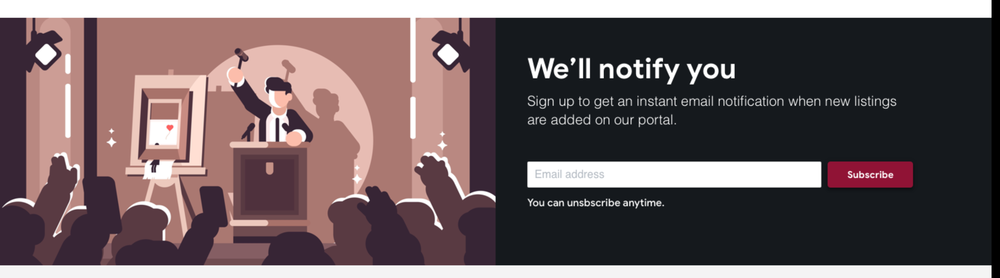 We’ll notify you
Sign up to get an instant email notification when new listings
are added on our portal.
Email address
Subscribe
You can unsbscribe anytime.